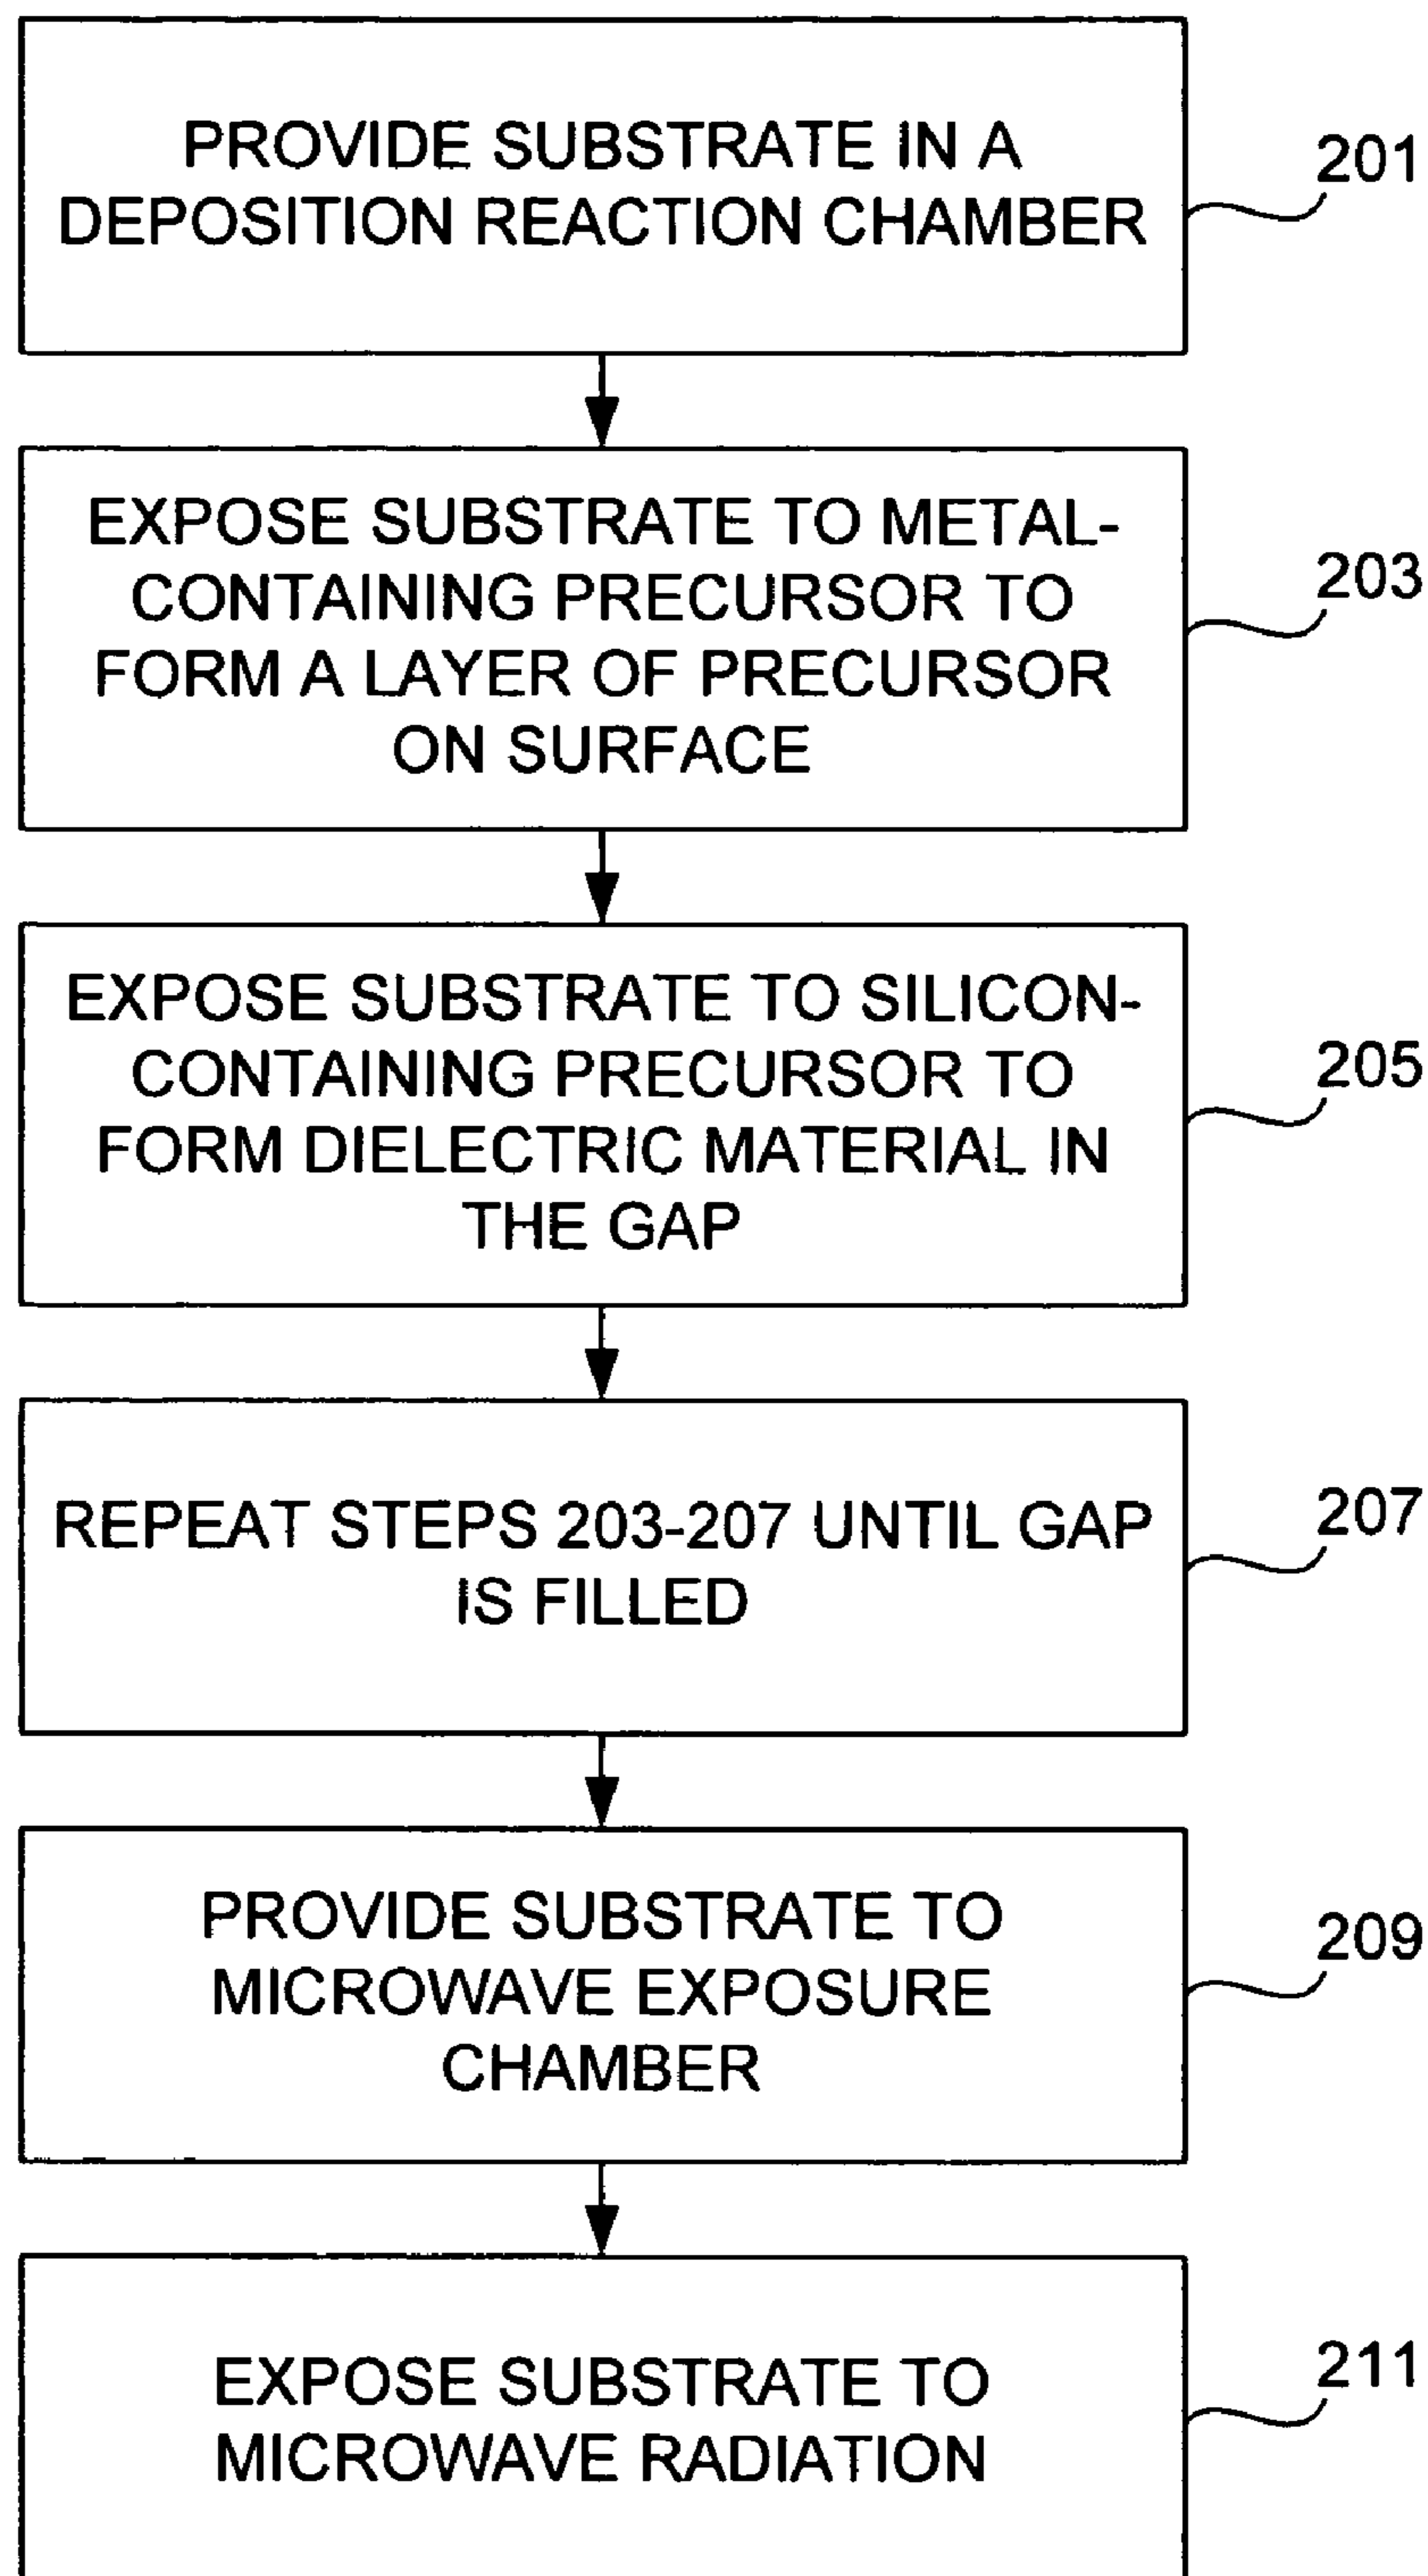 PROVIDE SUBSTRATE IN A
DEPOSITION REACTION CHAMBER
201
EXPOSE SUBSTRATE TO METAL-
CONTAINING PRECURSOR TO
FORM A LAYER OF PRECURSOR
ON SURFACE
203
EXPOSE SUBSTRATE TO SILICON-
CONTAINING PRECURSOR TO
FORM DIELECTRIC MATERIAL IN
THE GAP
205
REPEAT STEPS 203-207 UNTIL GAP
IS FILLED
207
PROVIDE SUBSTRATE TO
MICROWAVE EXPOSURE
CHAMBER
209
EXPOSE SUBSTRATE TO
MICROWAVE RADIATION
211